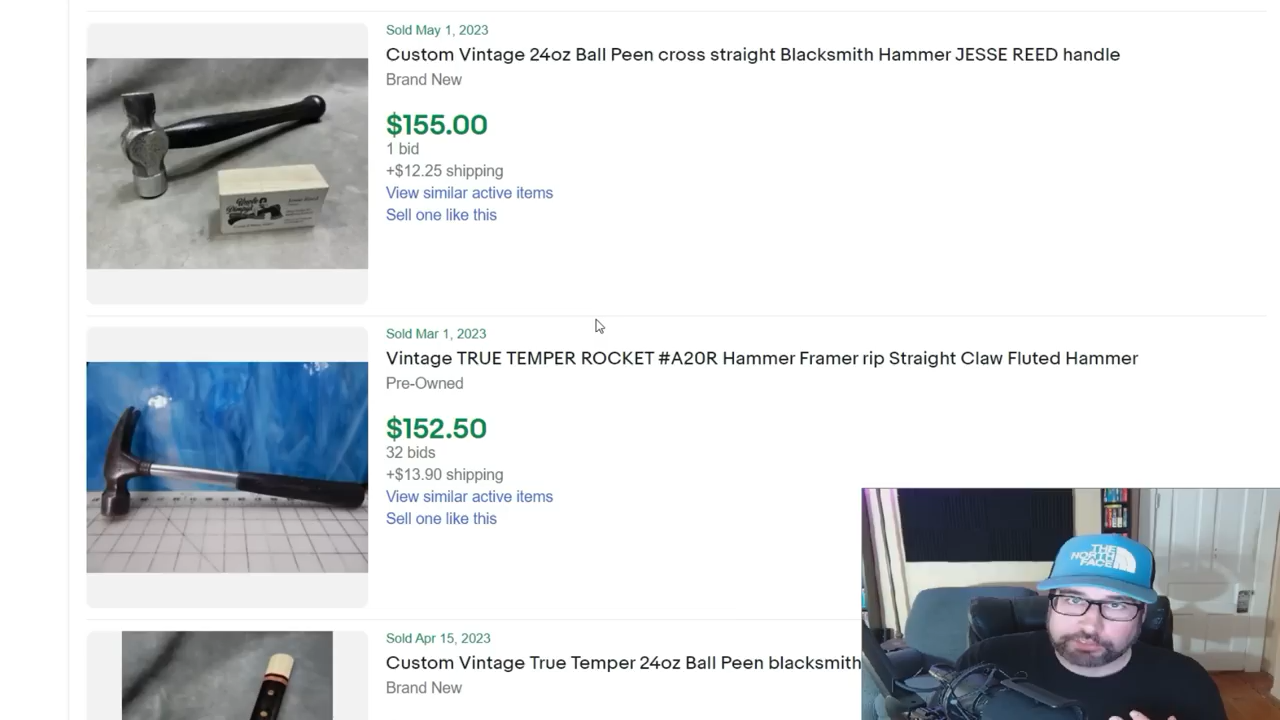 Sold May 1, 2023
Custom Vintage 24oz Ball Peen cross straight Blacksmith Hammer JESSE REED handle
Brand New
$155.00
1 bid
+$12.25 shipping
View similar active items
Sell one like this
Sold Mar 1, 2023
Vintage TRUE TEMPER ROCKET #A20R Hammer Framer rip Straight Claw Fluted Hammer
Pre-Owned
$152.50
32 bids
+$13.90 shipping
View similar active items
Sell one like this
Sold Apr 15, 2023
Custom Vintage True Temper 24oz Ball Peen blacksmith
Brand New
THE
NORTH
FACE